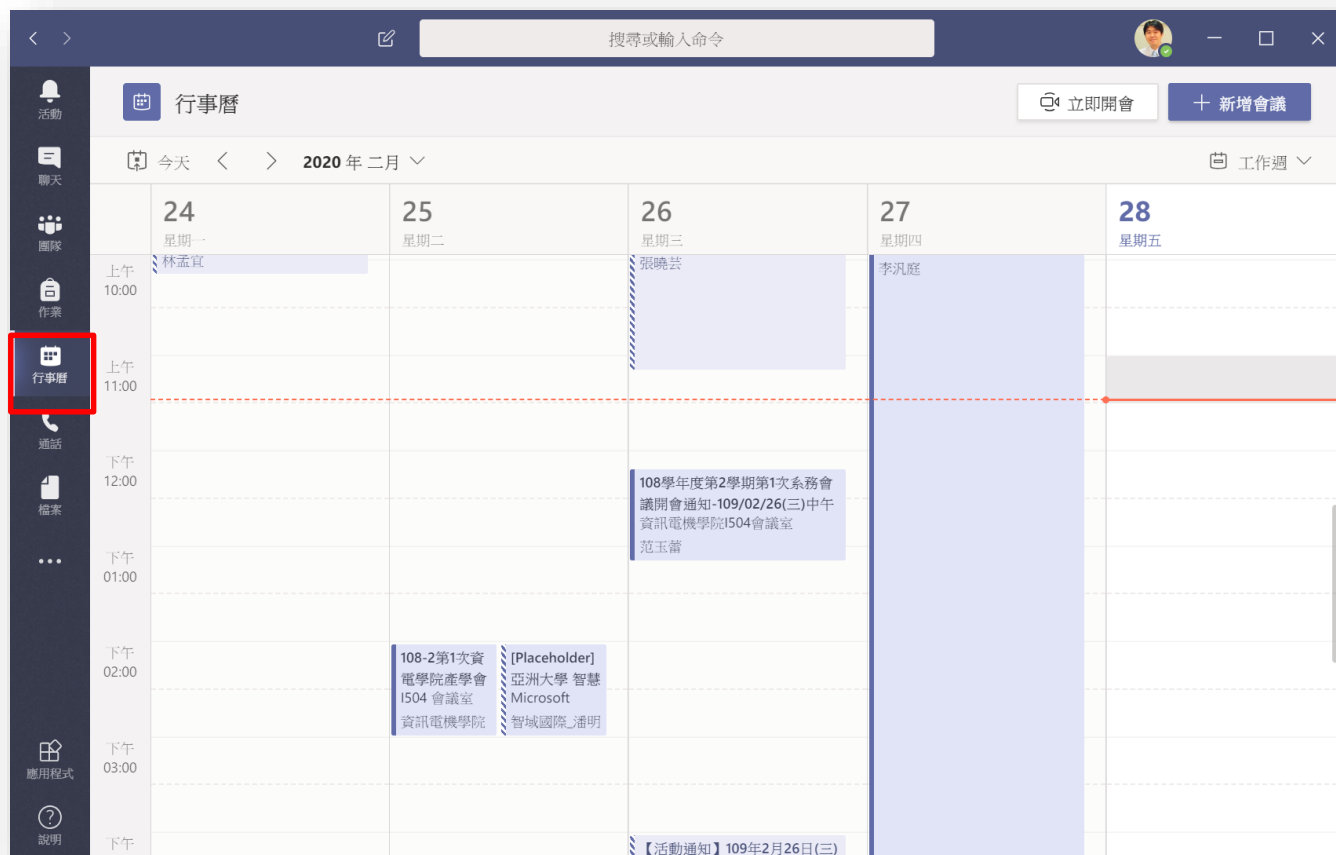 搜尋或輸入命令
活動
聊天
團隊
作業
行事曆
通話
檔案
應用程式
說明
行事曆
立即開會
新增會議
今天
2020 年 二月
工作週
24
星期一
25
星期二
26
星期三
27
星期四
28
星期五
上午
10:00
上午
11:00
下午
12:00
下午
01:00
下午
02:00
下午
03:00
下午
林孟宜
108-2第1次資
電學院產學會
I504 會議室
資訊電機學院
[Placeholder]
亞洲大學 智慧
Microsoft
智域國際_潘明
張曉芸
108學年度第2學期第1次系務會
議開會通知-109/02/26(三)中午
資訊電機學院I504會議室
范玉蕾
【活動通知】109年2月26日(三)
李汎庭